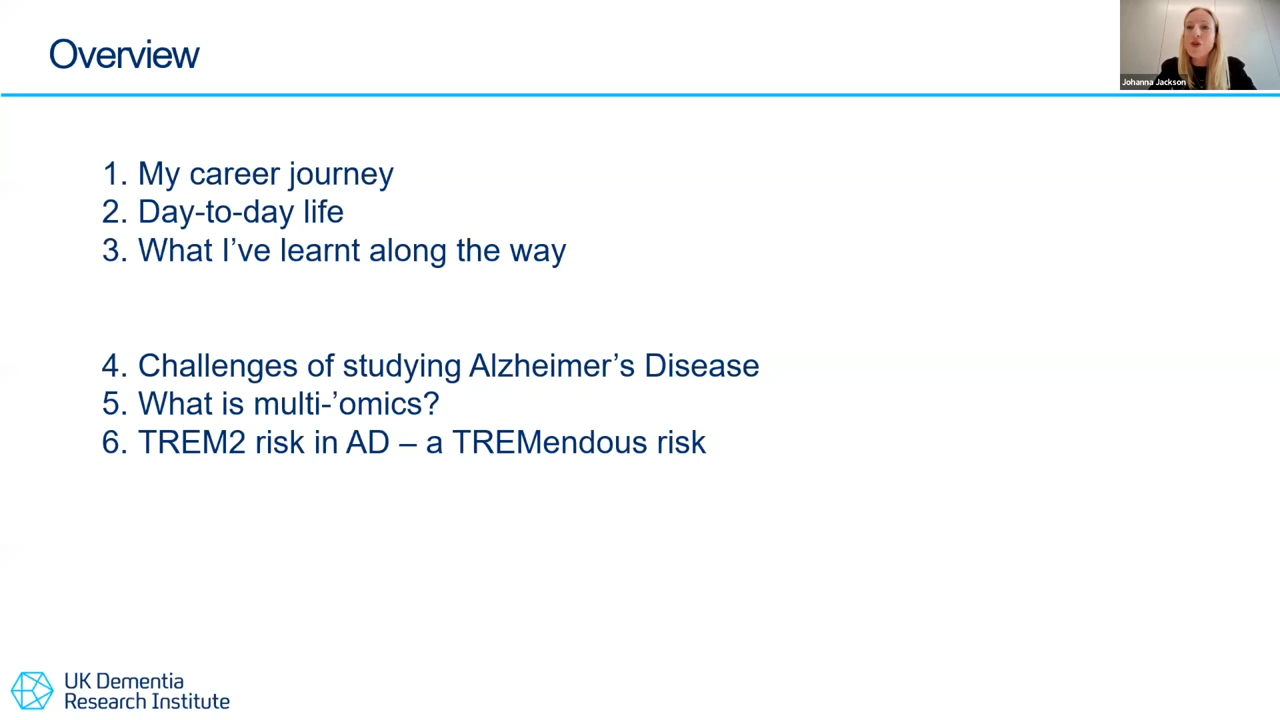 Overview
Johanna Jackson
1. My career journey
2. Day-to-day life
3. What I’ve learnt along the way
4. Challenges of studying Alzheimer’s Disease
5. What is multi-’omics?
6. TREM2 risk in AD – a TREMendous risk
UK Dementia
Research Institute